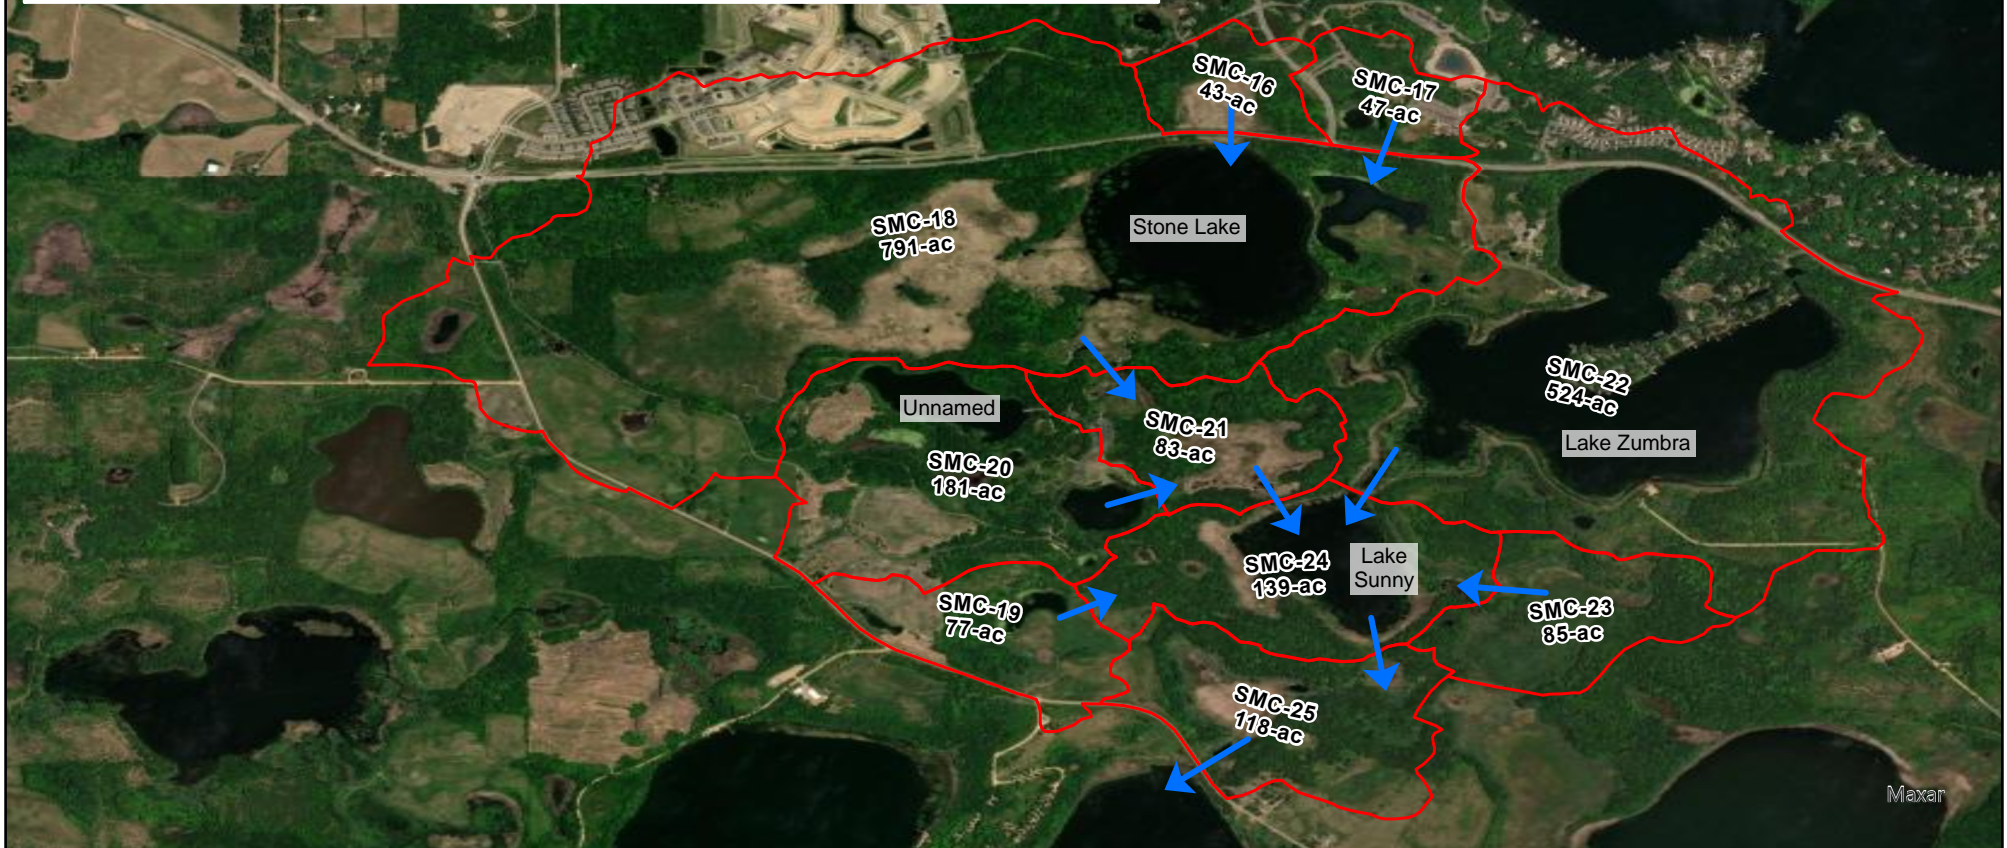 SMC-16
43-ac
SMC-17
47-ac
SMC-18
791-ac
Stone Lake
SMC-22
524-ac
Lake Zumbra
Unnamed
SMC-21
83-ac
SMC-20
181-ac
SMC-24
139-ac
Lake
Sunny
SMC-23
85-ac
SMC-19
77-ac
SMC-25
118-ac
Maxar